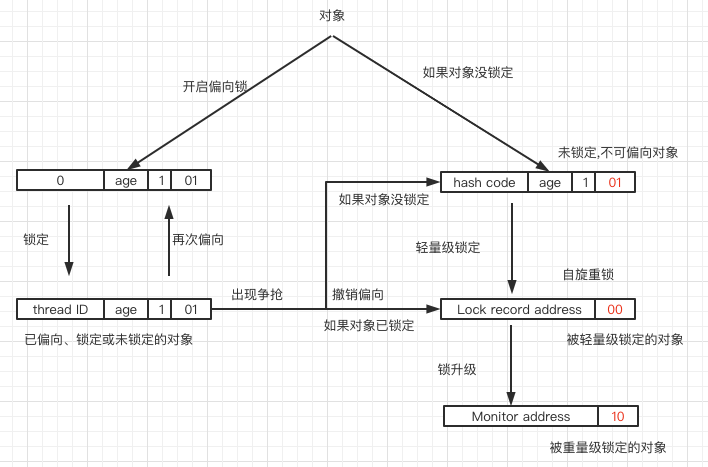 对象
开启偏向锁
如果对象没锁定
未锁定,不可偏向对象
0 age 1 01
hash code age 1 01
如果对象没锁定
锁定
再次偏向
轻量级锁定
自旋重锁
出现争抢
撤销偏向
thread ID age 1 01
Lock record address 00
如果对象已锁定
已偏向、锁定或未锁定的对象
被轻量级锁定的对象
锁升级
Monitor address 10
被重量级锁定的对象